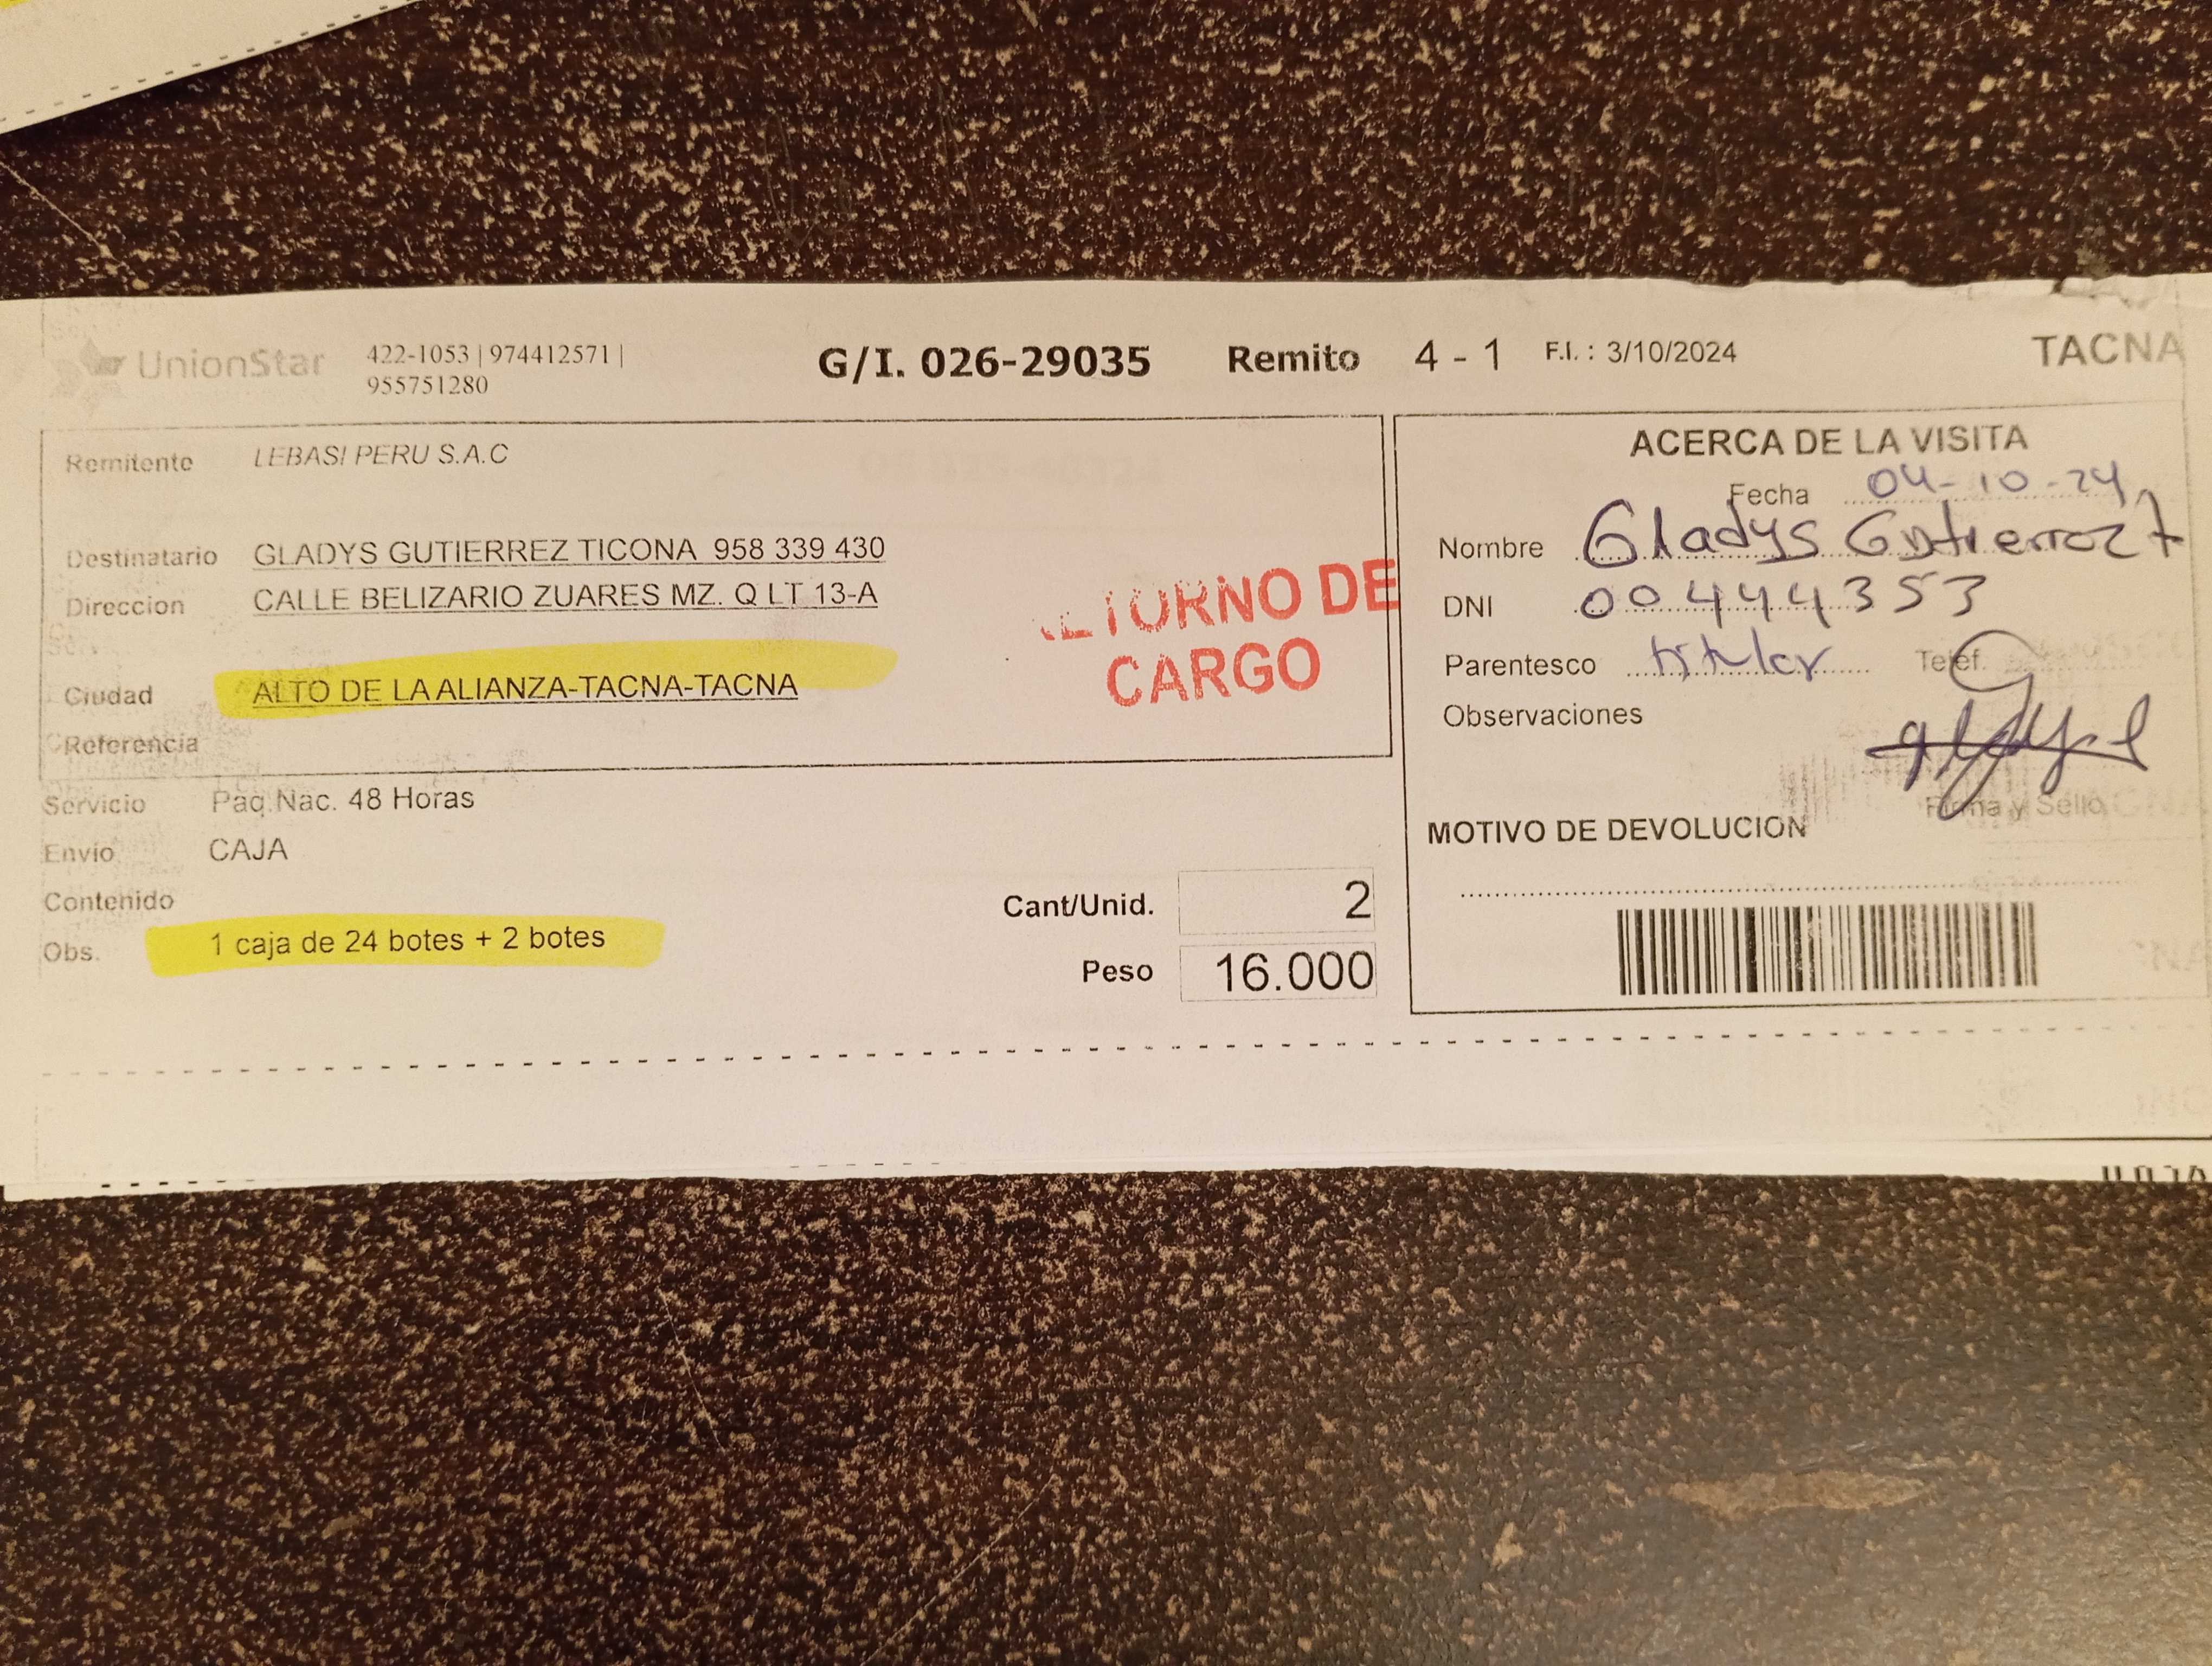 UnionStar
422-1053 | 974412571 |
955751280
G/I. 026-29035 Remito 4 - 1 F.I. : 3/10/2024
TACNA
Remitente LEBASI PERU S.A.C
Destinatario GLADYS GUTIERREZ TICONA 958 339 430
Direccion CALLE BELIZARIO ZUARES MZ. Q LT 13-A
Ciudad ALTO DE LA ALIANZA-TACNA-TACNA
Referencia
TORNO DE
CARGO
Servicio Paq.Nac. 48 Horas
Envio CAJA
Contenido
Obs. 1 caja de 24 botes + 2 botes
Cant/Unid. 2
Peso 16.000
ACERCA DE LA VISITA
Fecha 04-10-24
Nombre Gladys Gutierrez T
DNI 00444353
Parentesco titular Telef.
Observaciones
Firma y Sello
MOTIVO DE DEVOLUCION